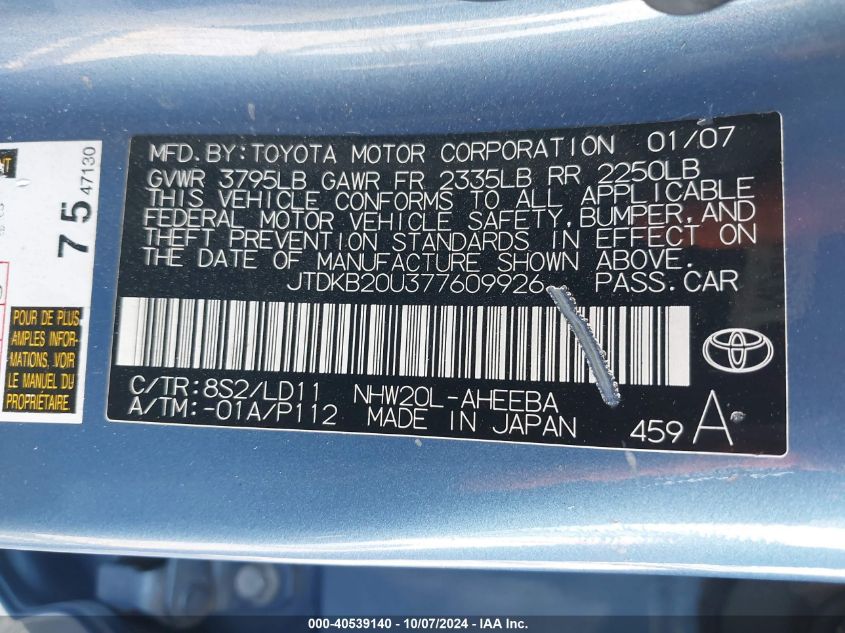 MFD. BY: TOYOTA MOTOR CORPORATION 01/07
GVWR 3795LB GAWR FR 2335LB RR 2250LB
THIS VEHICLE CONFORMS TO ALL APPLICABLE
FEDERAL MOTOR VEHICLE SAFETY, BUMPER, AND
THEFT PREVENTION STANDARDS IN EFFECT ON
THE DATE OF MANUFACTURE SHOWN ABOVE.
JTDKB20U377609926 PASS. CAR
C/TR: 8S2/LD11 NHW20L-AHEEBA
A/TM: -01A/P112 MADE IN JAPAN 459 A
75 47130
POUR DE PLUS
AMPLES INFOR-
MATIONS, VOIR
LE MANUEL DU
PROPRIÉTAIRE
000-40539140 - 10/07/2024 - IAAI.com